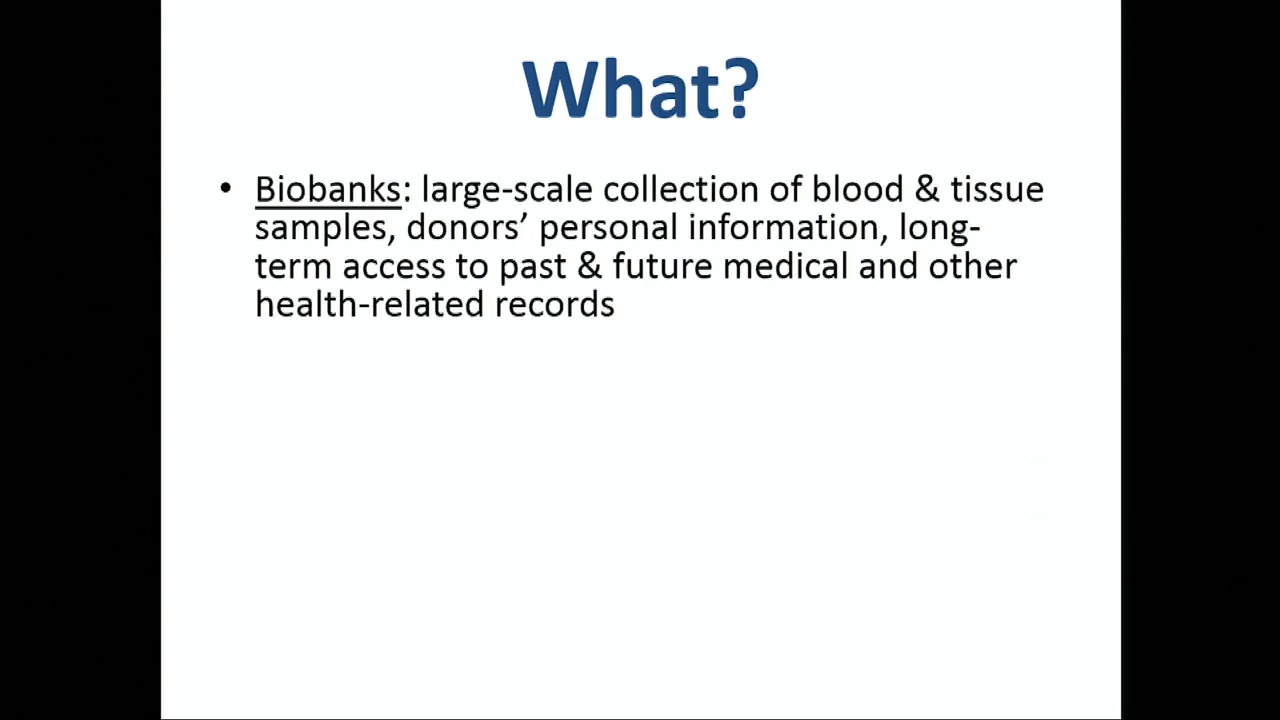 What?
• Biobanks: large-scale collection of blood & tissue
samples, donors’ personal information, long-
term access to past & future medical and other
health-related records